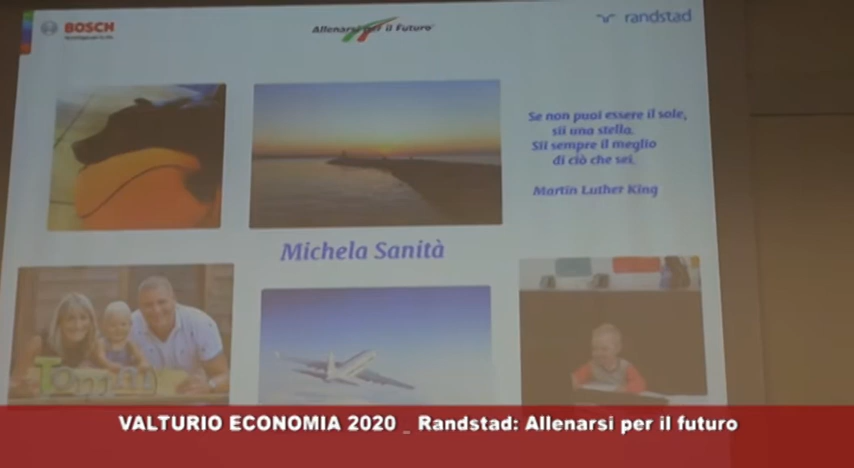 BOSCH
Allenarsi per il Futuro
randstad
Se non puoi essere il sole,
sii una stella.
Sii sempre il meglio
di ciò che sei.
Martin Luther King
Michela Sanità
VALTURIO ECONOMIA 2020 _ Randstad: Allenarsi per il futuro